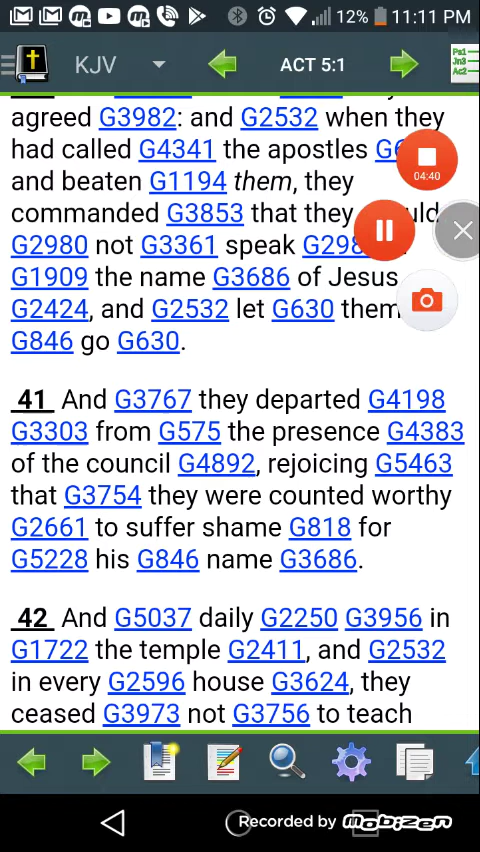 12% 11:11 PM
KJV ACT 5:1 Ps1
Jn3
Ac2
agreed G3982: and G2532 when they
had called G4341 the apostles
04:40
and beaten G1194 them, they
commanded G3853 that they
G2980 not G3361 speak
G1909 the name G3686 of Jesus
G2424, and G2532 let G630 them
G846 go G630.
41 And G3767 they departed G4198
G3303 from G575 the presence G4383
of the council G4892, rejoicing G5463
that G3754 they were counted worthy
G2661 to suffer shame G818 for
G5228 his G846 name G3686.
42 And G5037 daily G2250 G3956 in
G1722 the temple G2411, and G2532
in every G2596 house G3624, they
ceased G3973 not G3756 to teach
Recorded by Mobizen